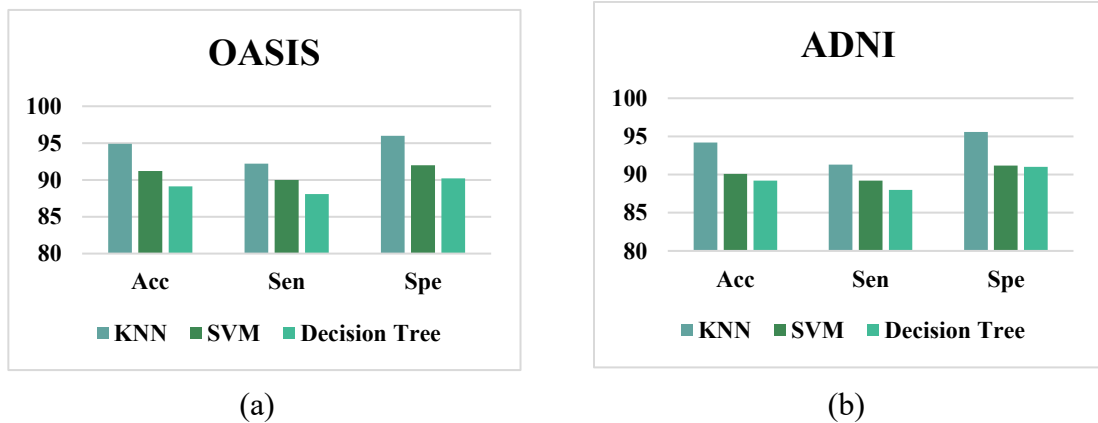 OASIS
100
95
90
85
80
Acc Sen Spe
KNN SVM Decision Tree
(a)
ADNI
100
95
90
85
80
Acc Sen Spe
KNN SVM Decision Tree
(b)